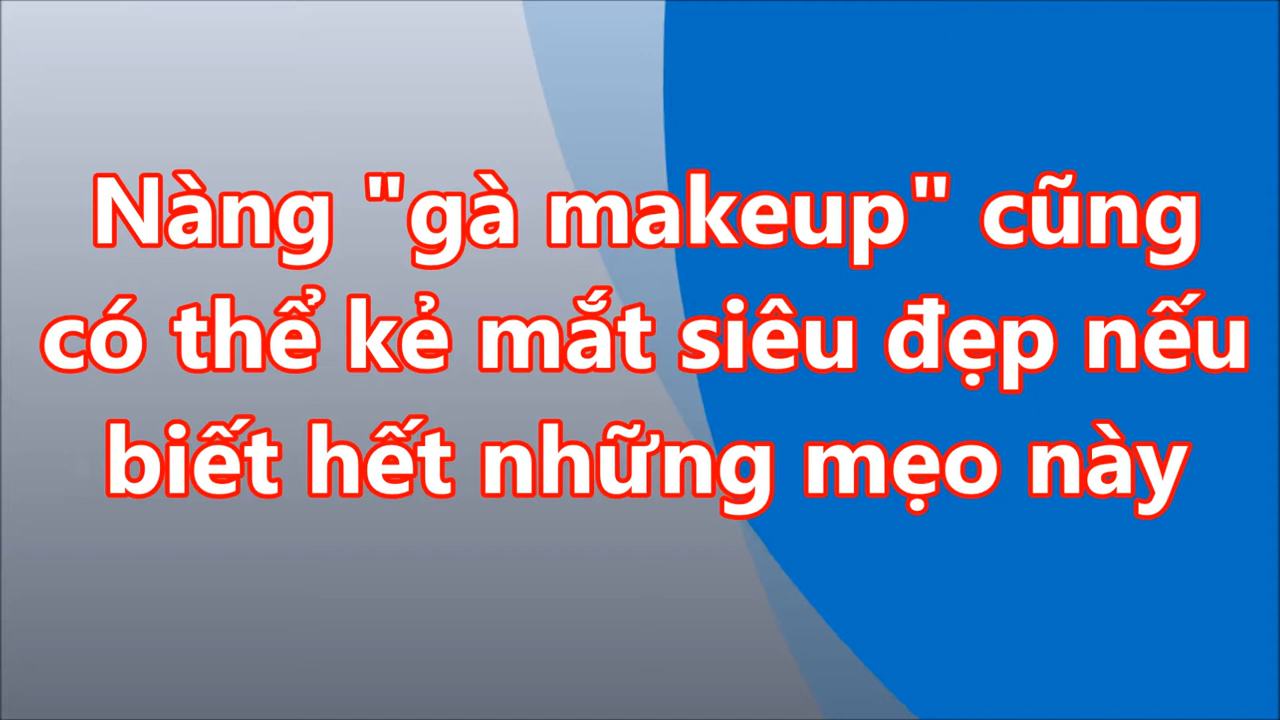 Nàng "gà makeup" cũng
có thể kẻ mắt siêu đẹp nếu
biết hết những mẹo này